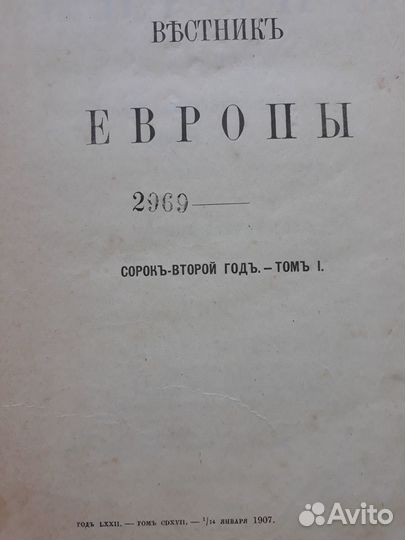 ВѢСТНИКЪ
ЕВРОПЫ
2969
СОРОКЪ-ВТОРОЙ ГОДЪ. — ТОМЪ I.
ГОДЪ LXXII. — ТОМЪ CDXVII. — 1/14 ЯНВАРЯ 1907.
Avito